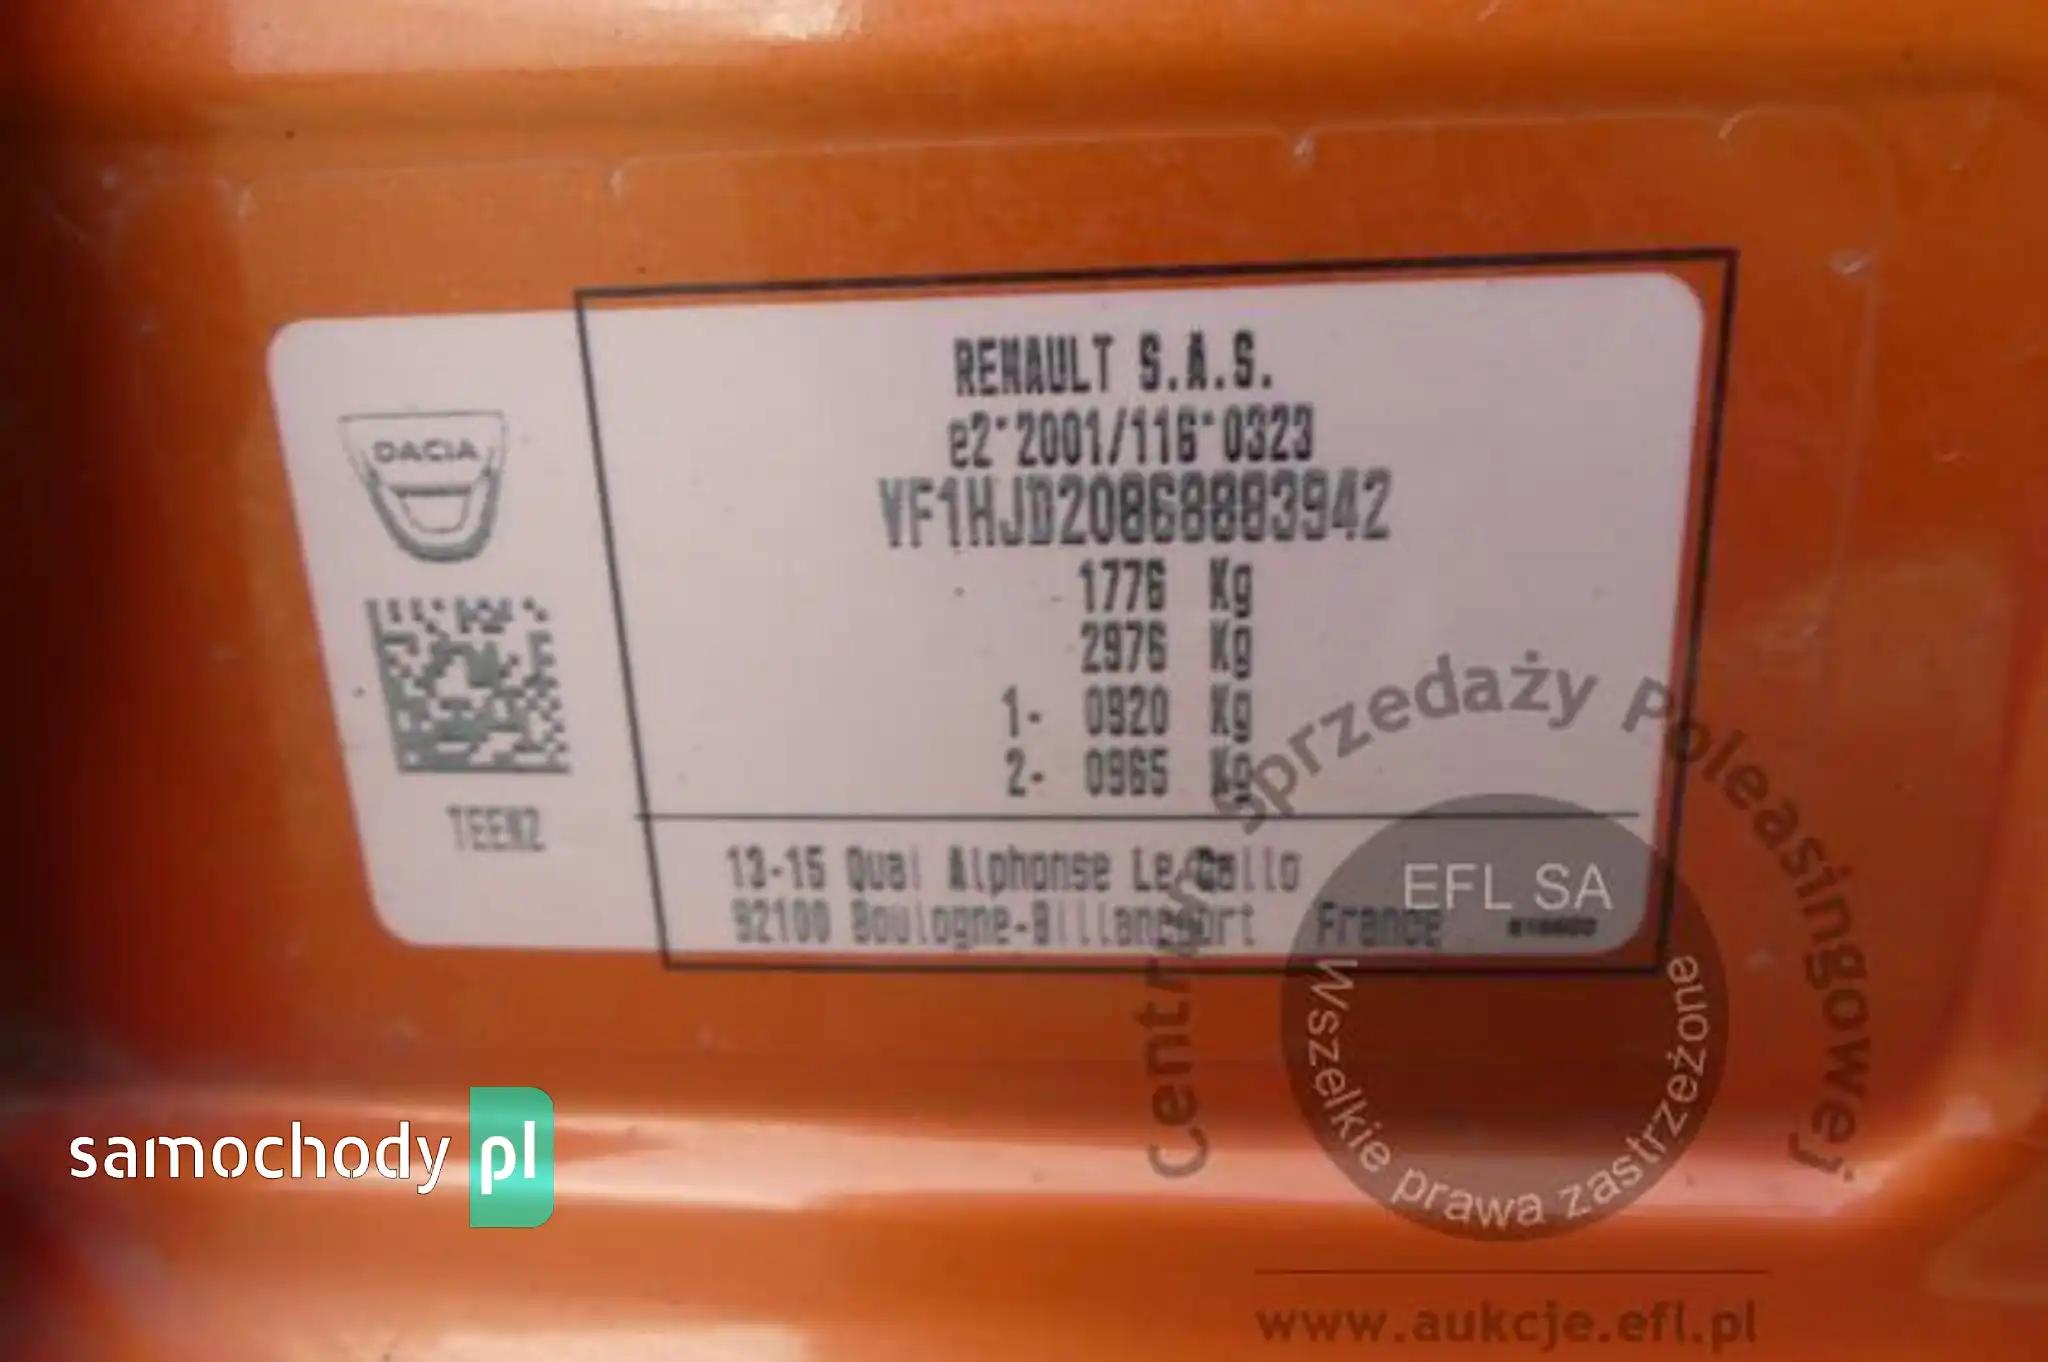 RENAULT S.A.S.
e2*2001/116*0323
VF1HJD20868883942
1776 Kg
2976 Kg
1- 0920 Kg
2- 0965 Kg
DACIA
TEEN2
13-15 Quai Alphonse Le Gallo
92100 Boulogne-Billancourt France
Centrum Sprzedaży Poleasingowej
EFL SA
Wszelkie prawa zastrzeżone
www.aukcje.efl.pl
samochody pl